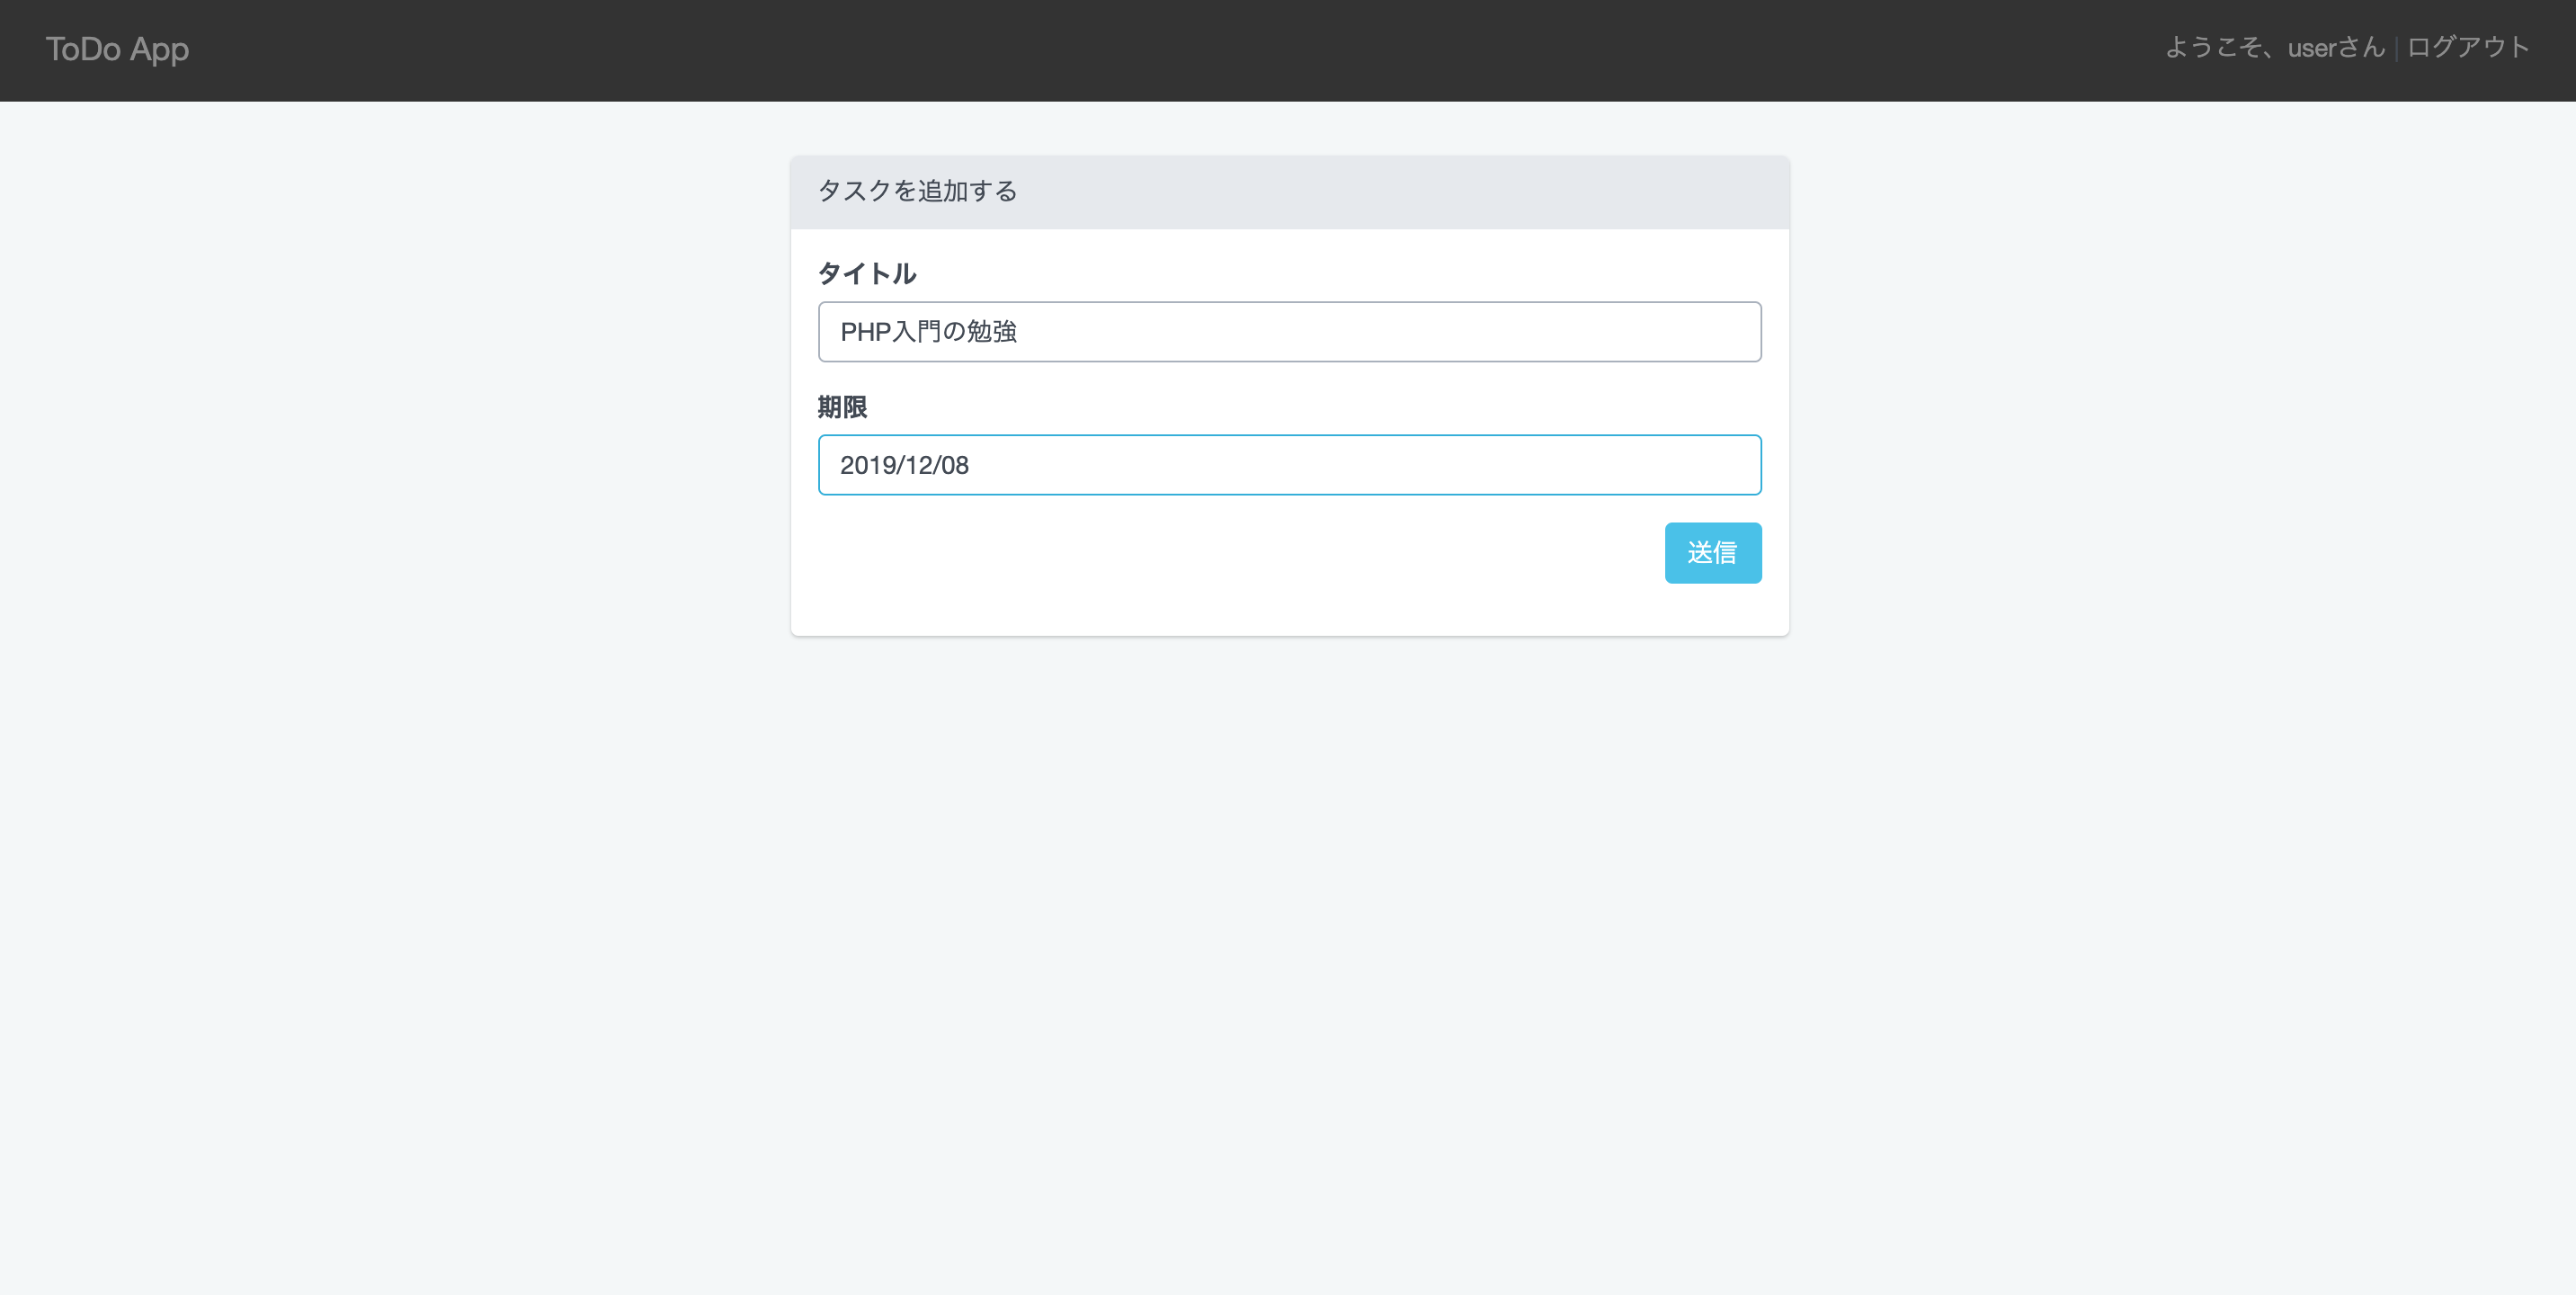 ToDo App
ようこそ、userさん | ログアウト
タスクを追加する
タイトル
PHP入門の勉強
期限
2019/12/08
送信